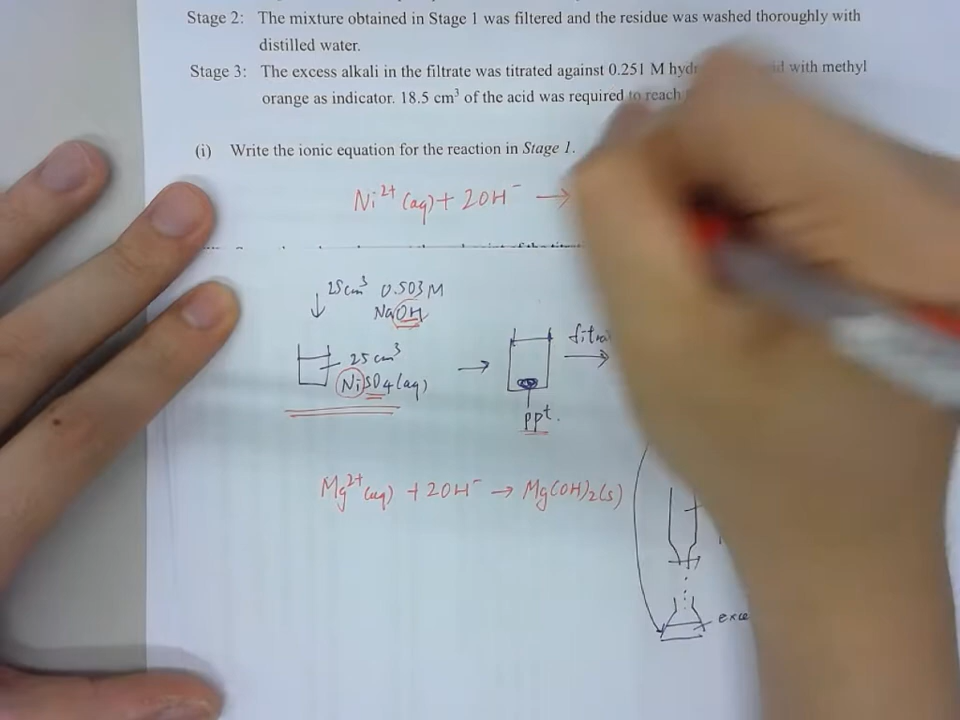 Stage 2: The mixture obtained in Stage 1 was filtered and the residue was washed thoroughly with
distilled water.
Stage 3: The excess alkali in the filtrate was titrated against 0.251 M with methyl
orange as indicator. 18.5 cm³ of the acid was required to reach
(i) Write the ionic equation for the reaction in Stage 1.
Ni²⁺ (aq) + 2OH⁻ →
↓ 25cm³ 0.503 M
NaOH
25 cm³
NiSO4(aq)
→
→
ppt.
Mg²⁺(aq) + 2OH⁻ → Mg(OH)₂(s)